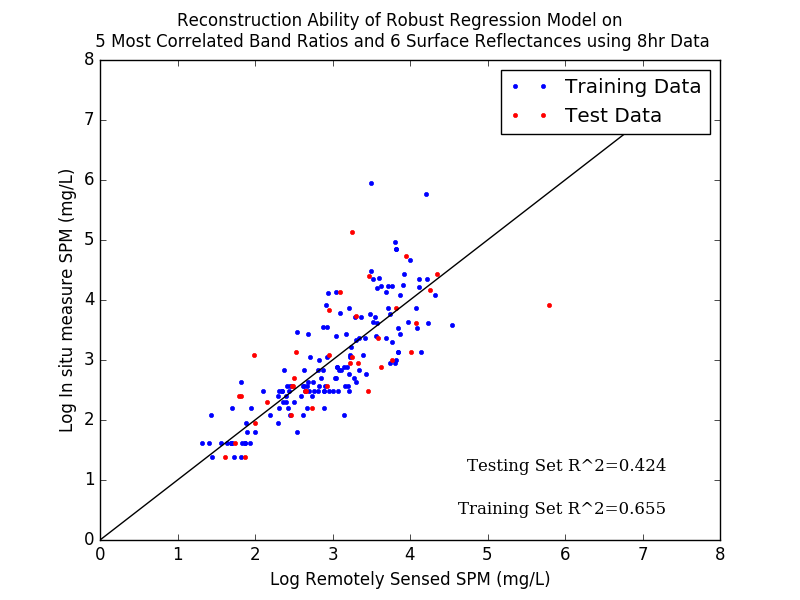 Reconstruction Ability of Robust Regression Model on
5 Most Correlated Band Ratios and 6 Surface Reflectances using 8hr Data
Training Data
Test Data
8
7
6
5
4
3
2
1
0
Log In situ measure SPM (mg/L)
Testing Set R^2=0.424
Training Set R^2=0.655
0 1 2 3 4 5 6 7 8
Log Remotely Sensed SPM (mg/L)